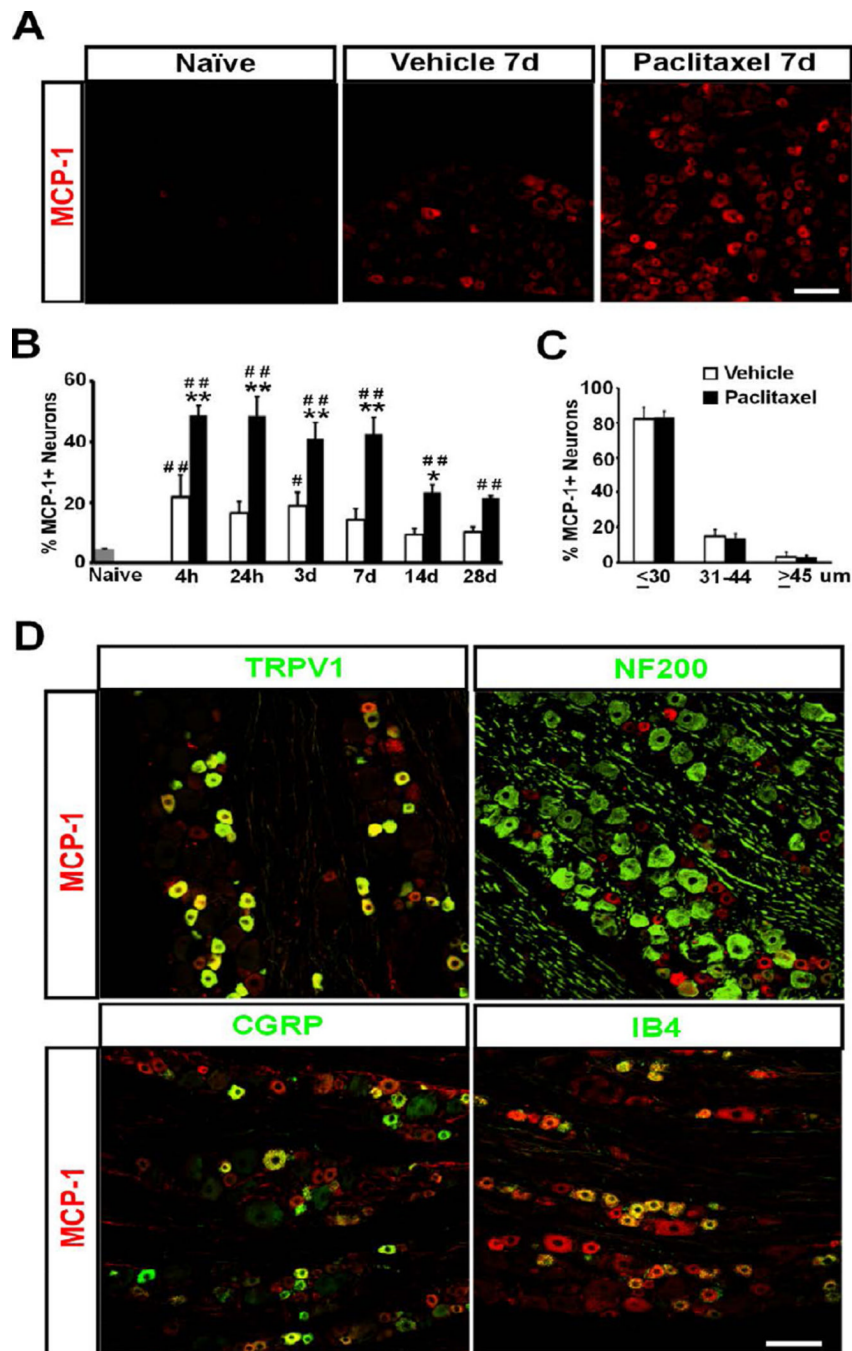 A
Naïve Vehicle 7d Paclitaxel 7d
MCP-1
B
% MCP-1+ Neurons
60
40
20
0
## ## ## ## ## ## # ##
** ** ** ** *
Naive 4h 24h 3d 7d 14d 28d
C
Vehicle
Paclitaxel
% MCP-1+ Neurons
100
80
60
40
20
0
≤30 31-44 ≥45 um
D
TRPV1 NF200
MCP-1
CGRP IB4
MCP-1